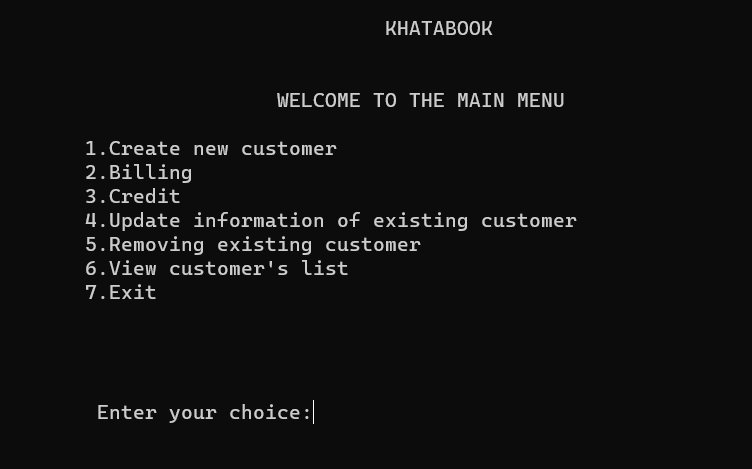 KHATABOOK
WELCOME TO THE MAIN MENU
1.Create new customer
2.Billing
3.Credit
4.Update information of existing customer
5.Removing existing customer
6.View customer's list
7.Exit
Enter your choice: